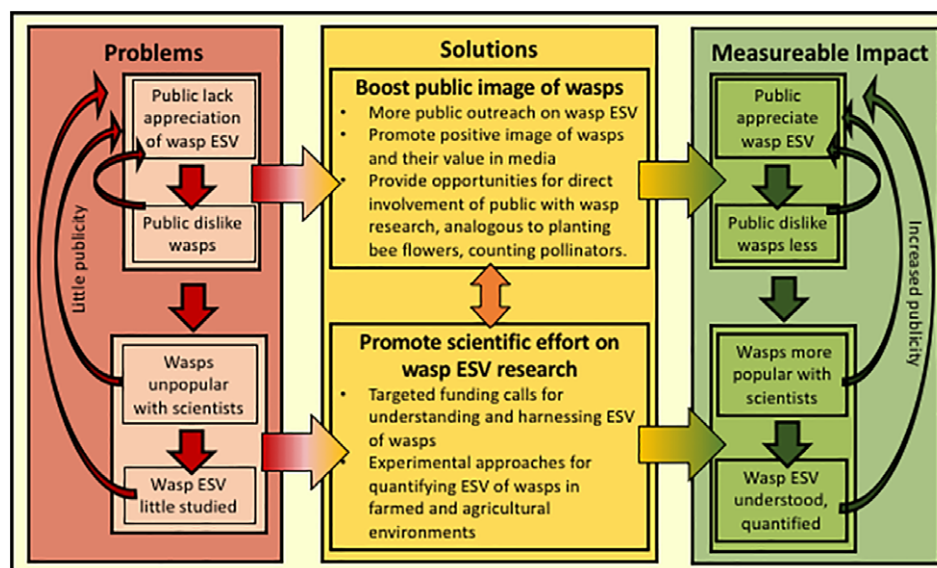 Problems
Public lack
appreciation
of wasp ESV
Public dislike
wasps
Little publicity
Wasps
unpopular
with scientists
Wasp ESV
little studied
Solutions
Boost public image of wasps
• More public outreach on wasp ESV
• Promote positive image of wasps
and their value in media
• Provide opportunities for direct
involvement of public with wasp
research, analogous to planting
bee flowers, counting pollinators.
Promote scientific effort on
wasp ESV research
• Targeted funding calls for
understanding and harnessing ESV
of wasps
• Experimental approaches for
quantifying ESV of wasps in
farmed and agricultural
environments
Measureable Impact
Public
appreciate
wasp ESV
Public dislike
wasps less
Increased publicity
Wasps more
popular with
scientists
Wasp ESV
understood,
quantified